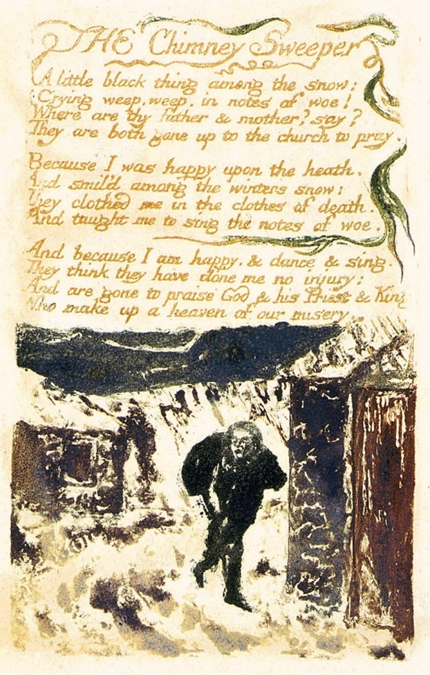 THE Chimney Sweeper
A little black thing among the snow:
Crying weep, weep, in notes of woe!
Where are thy father & mother? say?
They are both gone up to the church to pray.
Because I was happy upon the heath.
And smil'd among the winters snow:
They clothed me in the clothes of death.
And taught me to sing the notes of woe.
And because I am happy, & dance & sing.
They think they have done me no injury:
And are gone to praise God & his Priest & King
Who make up a heaven of our misery.